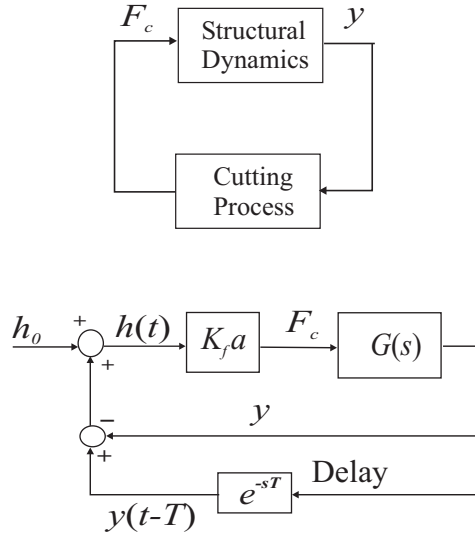 F_c
y
Structural
Dynamics
Cutting
Process
+
h_0
h(t)
K_f a
F_c
G(s)
+
−
y
+
Delay
e^{-sT}
y(t-T)